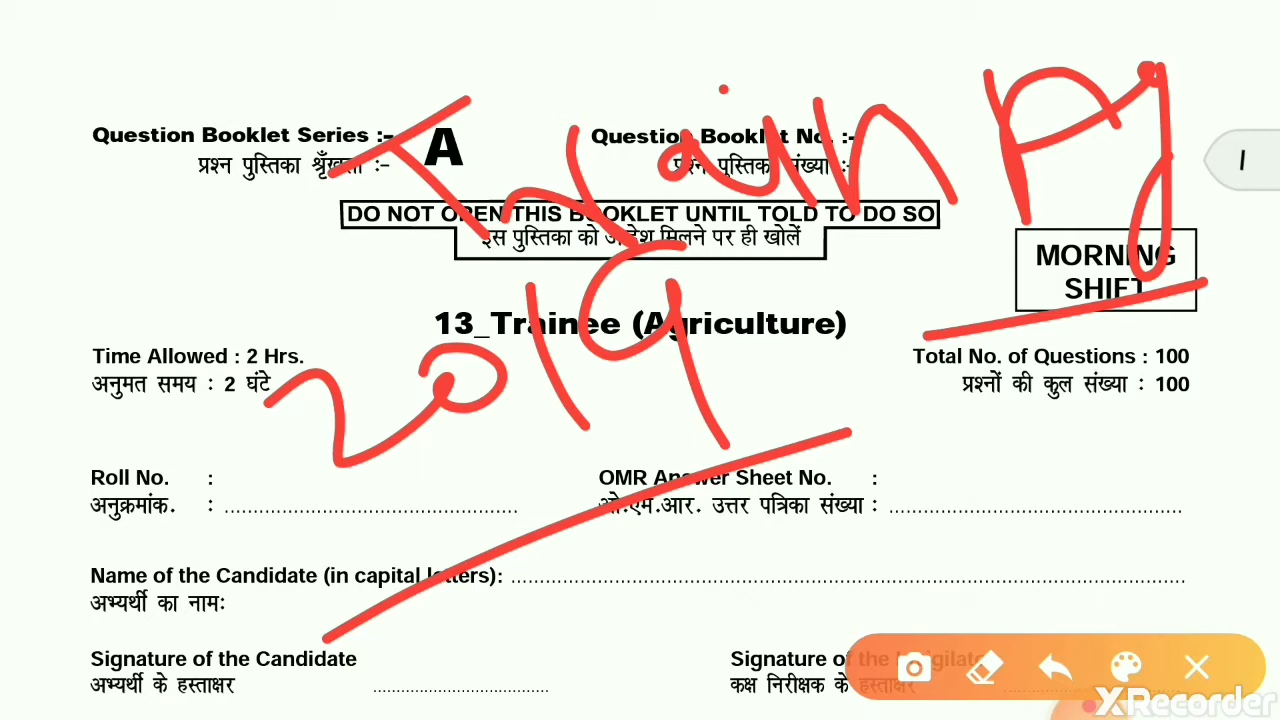 Question Booklet Series :- A Question Booklet No. :-
प्रश्न पुस्तिका श्रृँखला :- प्रश्न पुस्तिका संख्या :-
DO NOT OPEN THIS BOOKLET UNTIL TOLD TO DO SO
इस पुस्तिका को आदेश मिलने पर ही खोलें
MORNING
SHIFT
13_Trainee (Agriculture)
2019
Time Allowed : 2 Hrs. Total No. of Questions : 100
अनुमत समय : 2 घंटे प्रश्नों की कुल संख्या : 100
Roll No. : OMR Answer Sheet No. :
अनुक्रमांक. : ओ.एम.आर. उत्तर पत्रिका संख्या :
Name of the Candidate (in capital letters):
अभ्यर्थी का नामः
Signature of the Candidate Signature of the Invigilator
अभ्यर्थी के हस्ताक्षर कक्ष निरीक्षक के हस्ताक्षर
XRecorder